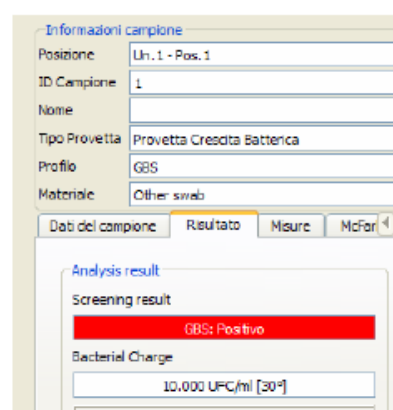 Informazioni campione
Posizione Un.1 - Pos.1
ID Campione 1
Nome
Tipo Provetta Provetta Crescita Batterica
Profilo GBS
Materiale Other swab
Dati del campione Risultato Misure McFar
Analysis result
Screening result
GBS: Positivo
Bacterial Charge
10.000 UFC/ml [30°]